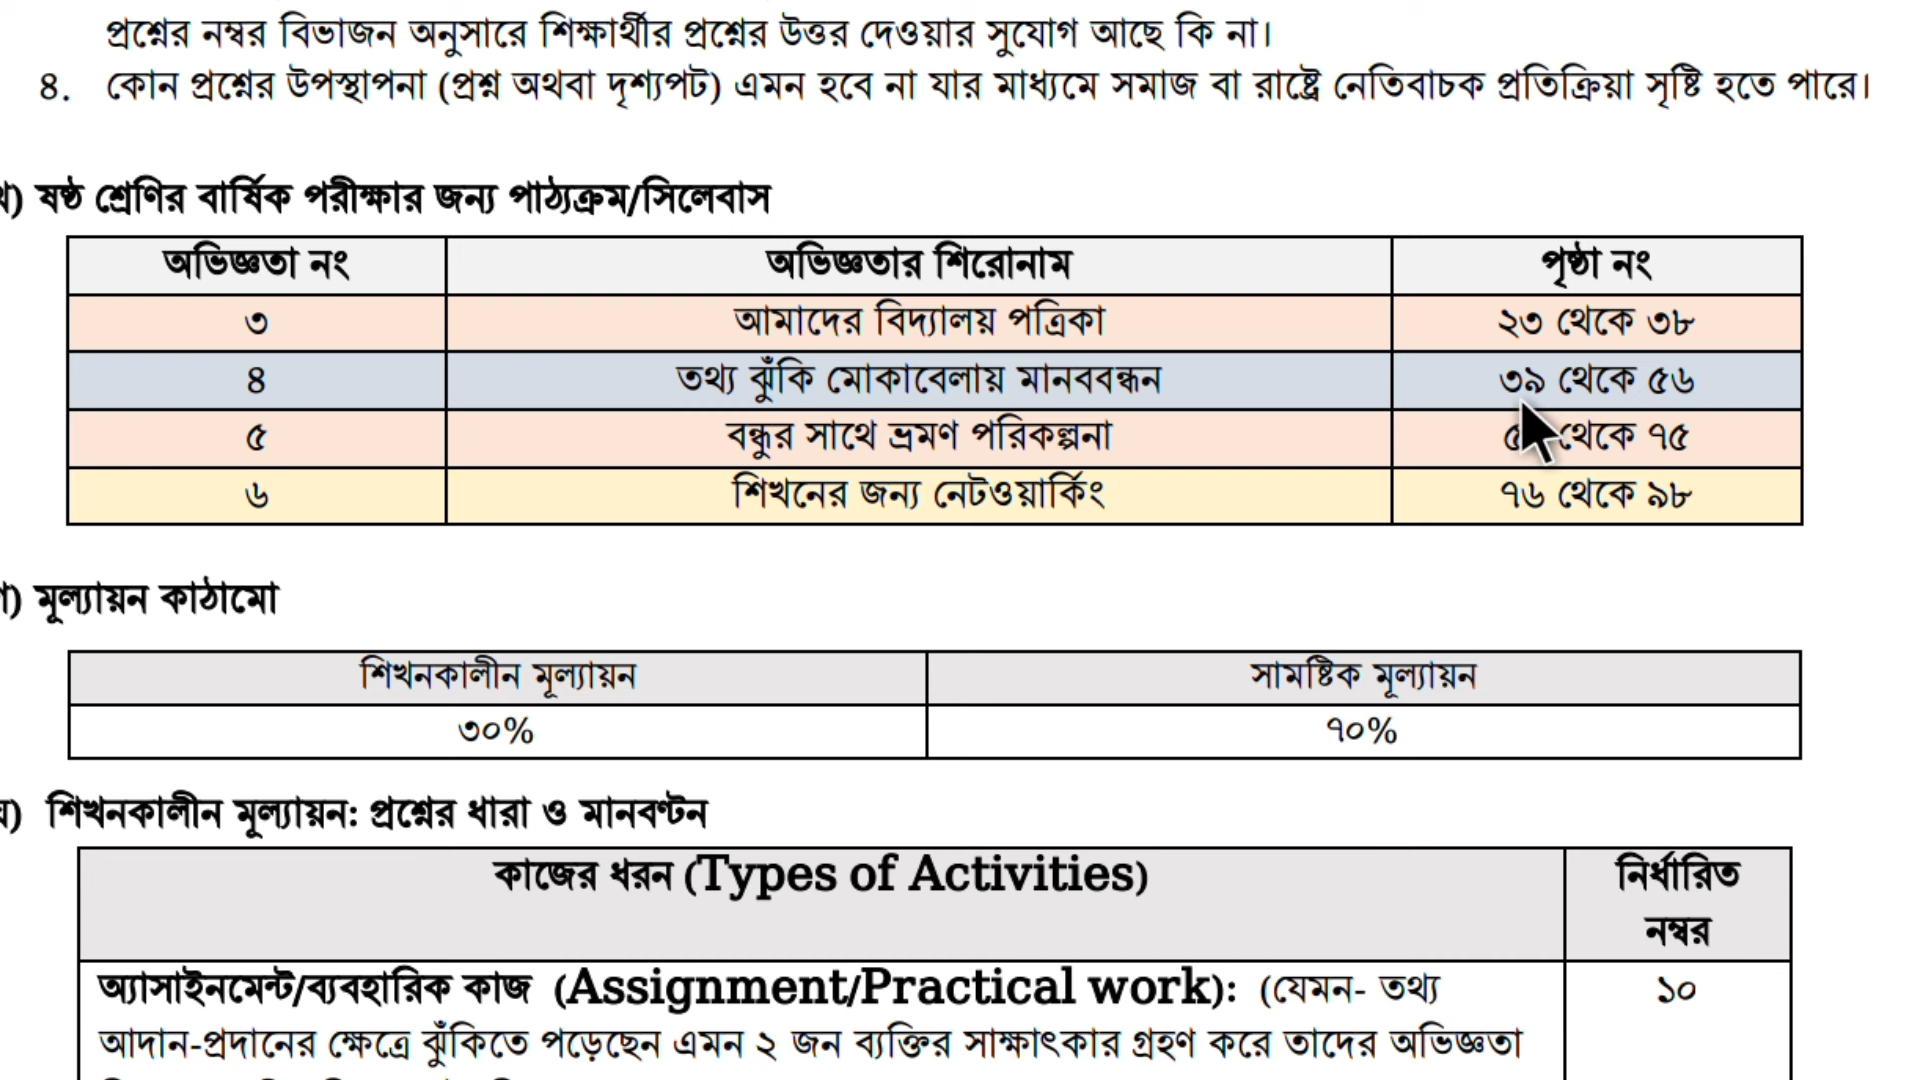 প্রশ্নের নম্বর বিভাজন অনুসারে শিক্ষার্থীর প্রশ্নের উত্তর দেওয়ার সুযোগ আছে কি না।
৪. কোন প্রশ্নের উপস্থাপনা (প্রশ্ন অথবা দৃশ্যপট) এমন হবে না যার মাধ্যমে সমাজ বা রাষ্ট্রে নেতিবাচক প্রতিক্রিয়া সৃষ্টি হতে পারে।
ষষ্ঠ শ্রেণির বার্ষিক পরীক্ষার জন্য পাঠ্যক্রম/সিলেবাস
অভিজ্ঞতা নং অভিজ্ঞতার শিরোনাম পৃষ্ঠা নং
৩ আমাদের বিদ্যালয় পত্রিকা ২৩ থেকে ৩৮
৪ তথ্য ঝুঁকি মোকাবেলায় মানববন্ধন ৩৯ থেকে ৫৬
৫ বন্ধুর সাথে ভ্রমণ পরিকল্পনা থেকে ৭৫
৬ শিখনের জন্য নেটওয়ার্কিং ৭৬ থেকে ৯৮
মূল্যায়ন কাঠামো
শিখনকালীন মূল্যায়ন সামষ্টিক মূল্যায়ন
৩০% ৭০%
শিখনকালীন মূল্যায়ন: প্রশ্নের ধারা ও মানবণ্টন
কাজের ধরন (Types of Activities) নির্ধারিত
নম্বর
অ্যাসাইনমেন্ট/ব্যবহারিক কাজ (Assignment/Practical work): (যেমন- তথ্য ১০
আদান-প্রদানের ক্ষেত্রে ঝুঁকিতে পড়েছেন এমন ২ জন ব্যক্তির সাক্ষাৎকার গ্রহণ করে তাদের অভিজ্ঞতা